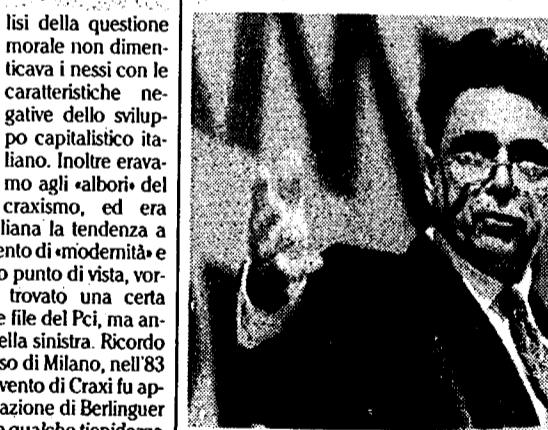 lisi della questione
morale non dimen-
ticava i nessi con le
caratteristiche ne-
gative dello svilup-
po capitalistico ita-
liano. Inoltre erava-
mo agli «albori» del
craxismo, ed era
liana la tendenza a
ento di «modernità» e
o punto di vista, vor-
trovato una certa
e file del Pci, ma an-
ella sinistra. Ricordo
so di Milano, nell'83
vento di Craxi fu ap-
azione di Berlinguer
qualche tiepidezza